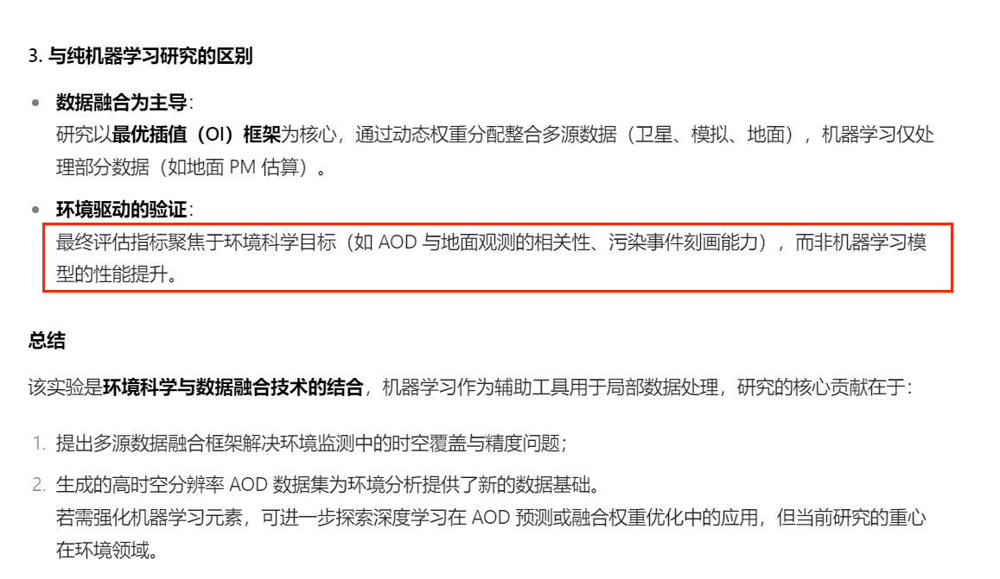 3. 与纯机器学习研究的区别
数据融合为主导：
研究以最优插值（OI）框架为核心，通过动态权重分配整合多源数据（卫星、模拟、地面），机器学习仅处
理部分数据（如地面 PM 估算）。
环境驱动的验证：
最终评估指标聚焦于环境科学目标（如 AOD 与地面观测的相关性、污染事件刻画能力），而非机器学习模
型的性能提升。
总结
该实验是环境科学与数据融合技术的结合，机器学习作为辅助工具用于局部数据处理，研究的核心贡献在于：
1. 提出多源数据融合框架解决环境监测中的时空覆盖与精度问题；
2. 生成的高时空分辨率 AOD 数据集为环境分析提供了新的数据基础。
若需强化机器学习元素，可进一步探索深度学习在 AOD 预测或融合权重优化中的应用，但当前研究的重心
在环境领域。